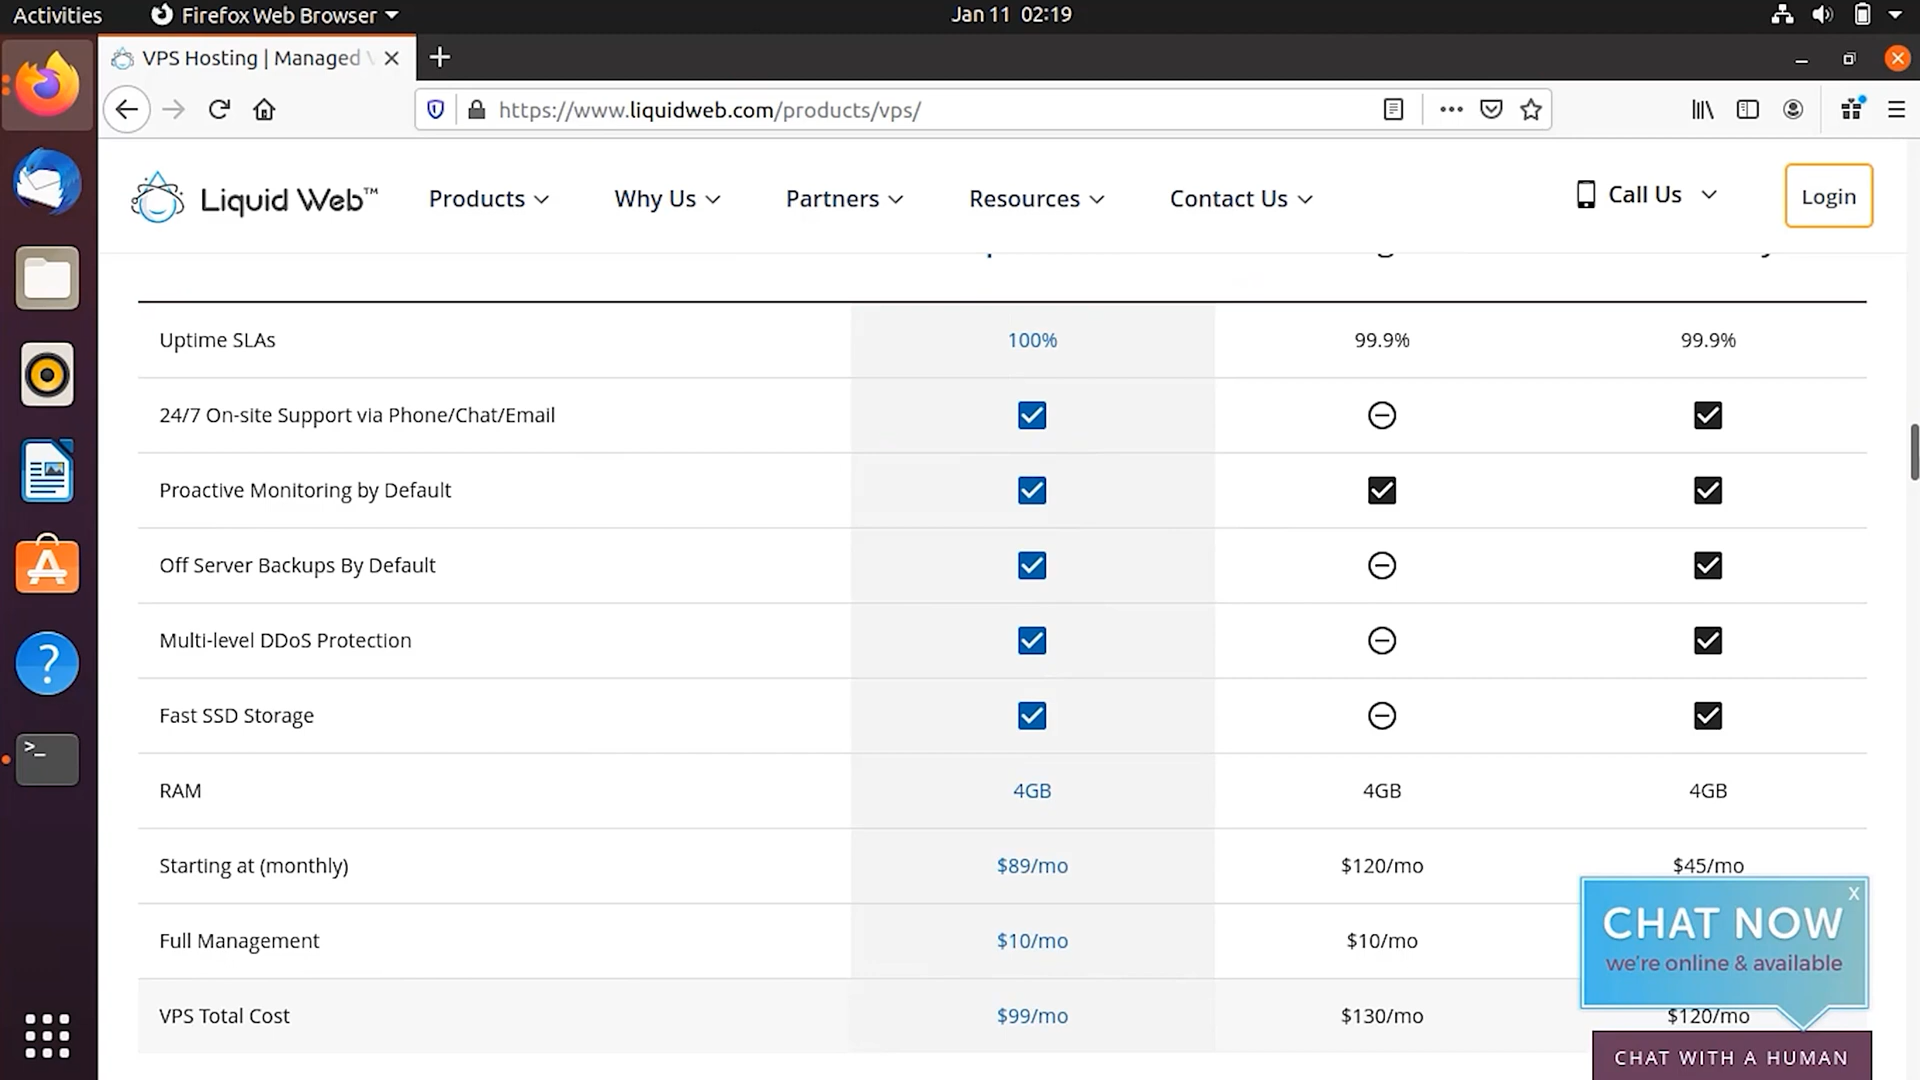 Activities
Firefox Web Browser
Jan 11 02:19
VPS Hosting | Managed
https://www.liquidweb.com/products/vps/
Liquid Web™
Products
Why Us
Partners
Resources
Contact Us
Call Us
Login
Uptime SLAs 100% 99.9% 99.9%
24/7 On-site Support via Phone/Chat/Email
Proactive Monitoring by Default
Off Server Backups By Default
Multi-level DDoS Protection
Fast SSD Storage
RAM 4GB 4GB 4GB
Starting at (monthly) $89/mo $120/mo $45/mo
Full Management $10/mo $10/mo
VPS Total Cost $99/mo $130/mo $120/mo
CHAT NOW
we're online & available
X
CHAT WITH A HUMAN